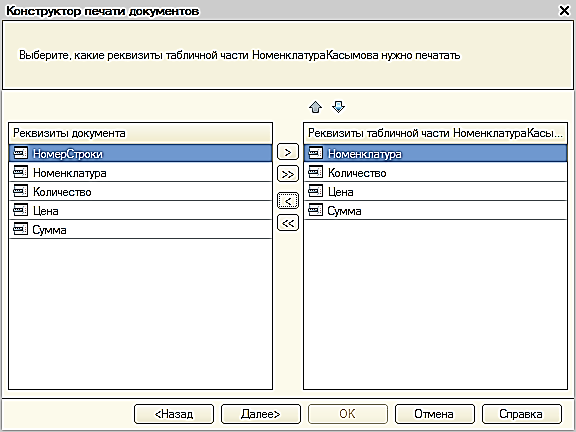 Конструктор печати документов
Выберите, какие реквизиты табличной части НоменклатураКасымова нужно печатать
Реквизиты документа
НомерСтроки
Номенклатура
Количество
Цена
Сумма
>
>>
<
<<
Реквизиты табличной части НоменклатураКасы...
Номенклатура
Количество
Цена
Сумма
<Назад
Далее>
OK
Отмена
Справка